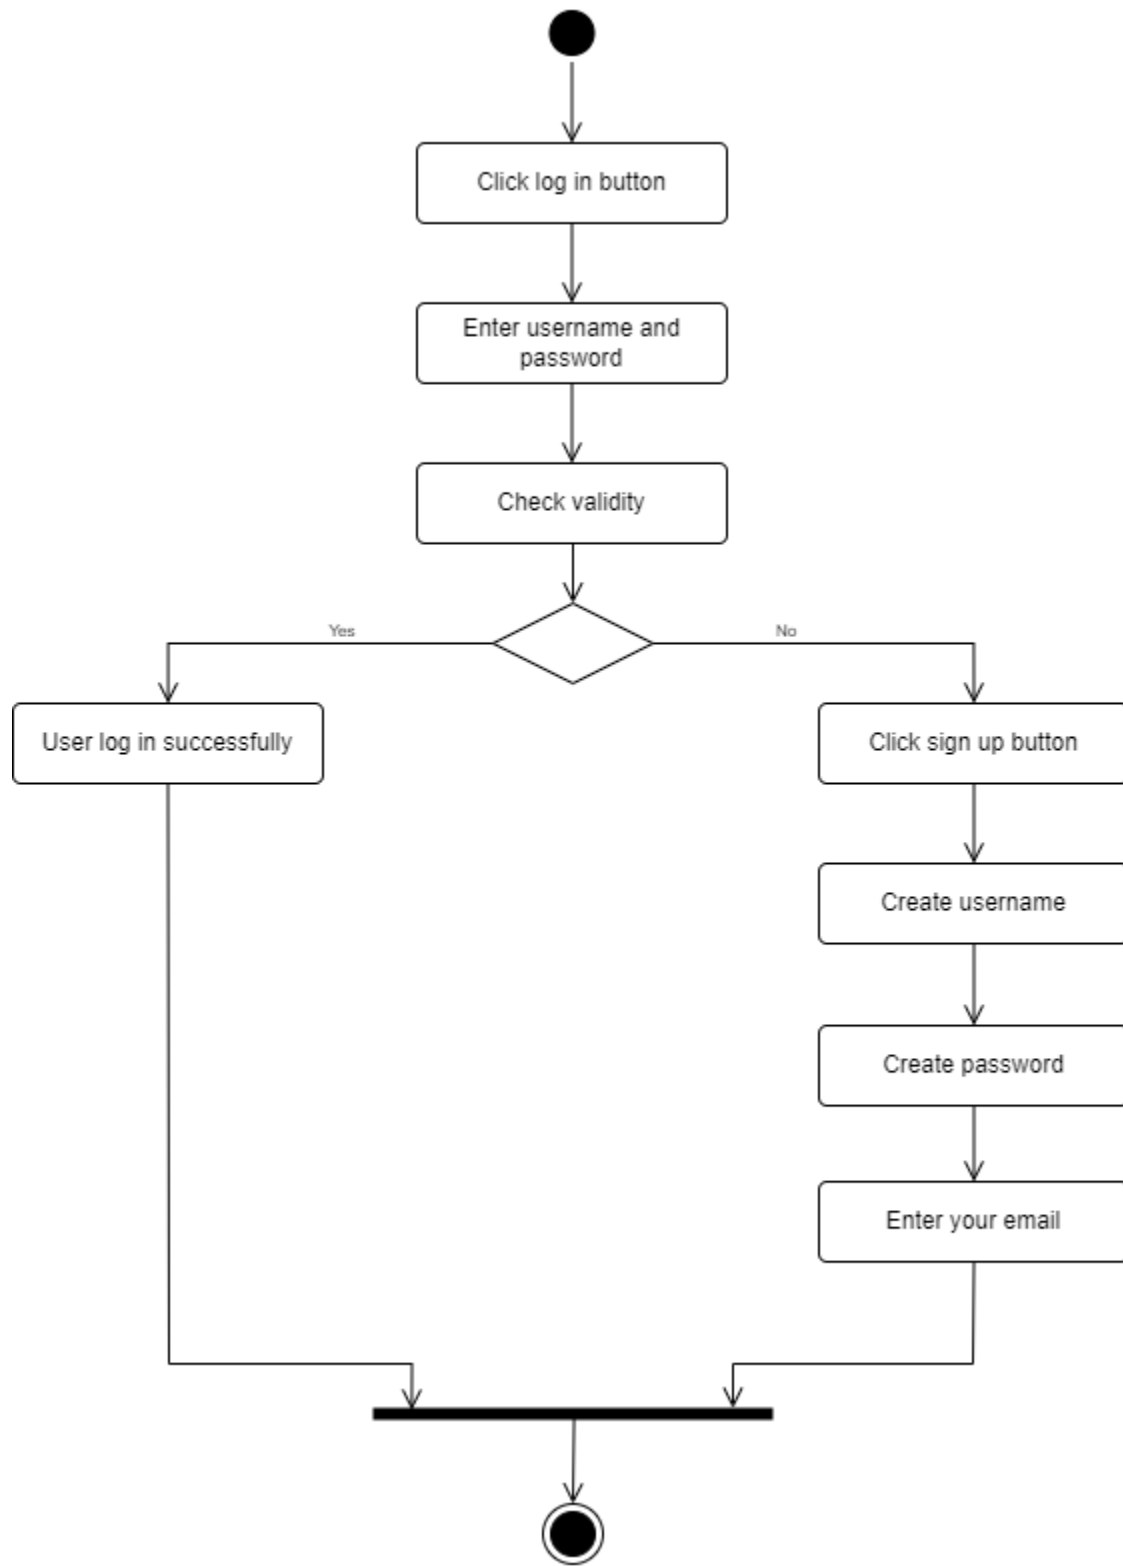 Click log in button
Enter username and
password
Check validity
Yes
No
User log in successfully
Click sign up button
Create username
Create password
Enter your email